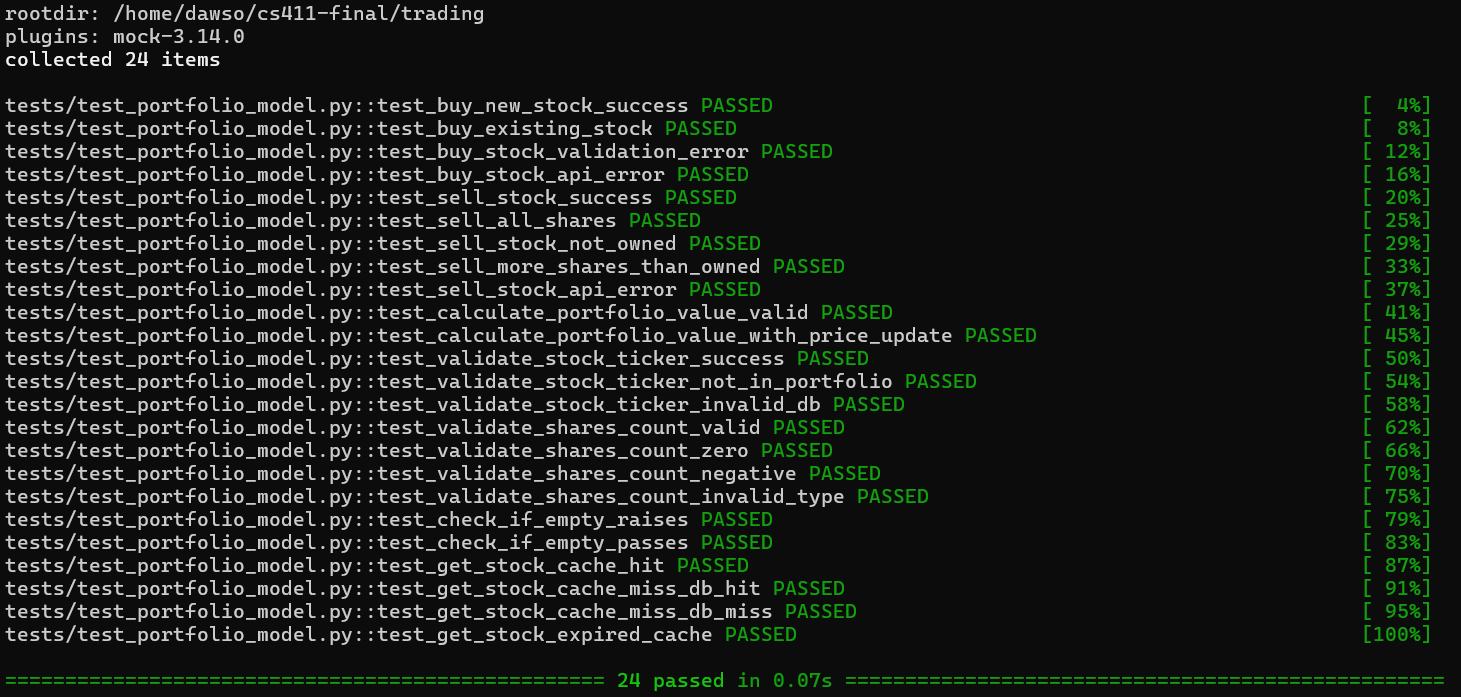 rootdir: /home/dawso/cs411-final/trading
plugins: mock-3.14.0
collected 24 items
tests/test_portfolio_model.py::test_buy_new_stock_success PASSED [  4%]
tests/test_portfolio_model.py::test_buy_existing_stock PASSED [  8%]
tests/test_portfolio_model.py::test_buy_stock_validation_error PASSED [ 12%]
tests/test_portfolio_model.py::test_buy_stock_api_error PASSED [ 16%]
tests/test_portfolio_model.py::test_sell_stock_success PASSED [ 20%]
tests/test_portfolio_model.py::test_sell_all_shares PASSED [ 25%]
tests/test_portfolio_model.py::test_sell_stock_not_owned PASSED [ 29%]
tests/test_portfolio_model.py::test_sell_more_shares_than_owned PASSED [ 33%]
tests/test_portfolio_model.py::test_sell_stock_api_error PASSED [ 37%]
tests/test_portfolio_model.py::test_calculate_portfolio_value_valid PASSED [ 41%]
tests/test_portfolio_model.py::test_calculate_portfolio_value_with_price_update PASSED [ 45%]
tests/test_portfolio_model.py::test_validate_stock_ticker_success PASSED [ 50%]
tests/test_portfolio_model.py::test_validate_stock_ticker_not_in_portfolio PASSED [ 54%]
tests/test_portfolio_model.py::test_validate_stock_ticker_invalid_db PASSED [ 58%]
tests/test_portfolio_model.py::test_validate_shares_count_valid PASSED [ 62%]
tests/test_portfolio_model.py::test_validate_shares_count_zero PASSED [ 66%]
tests/test_portfolio_model.py::test_validate_shares_count_negative PASSED [ 70%]
tests/test_portfolio_model.py::test_validate_shares_count_invalid_type PASSED [ 75%]
tests/test_portfolio_model.py::test_check_if_empty_raises PASSED [ 79%]
tests/test_portfolio_model.py::test_check_if_empty_passes PASSED [ 83%]
tests/test_portfolio_model.py::test_get_stock_cache_hit PASSED [ 87%]
tests/test_portfolio_model.py::test_get_stock_cache_miss_db_hit PASSED [ 91%]
tests/test_portfolio_model.py::test_get_stock_cache_miss_db_miss PASSED [ 95%]
tests/test_portfolio_model.py::test_get_stock_expired_cache PASSED [100%]
================================================== 24 passed in 0.07s ==================================================